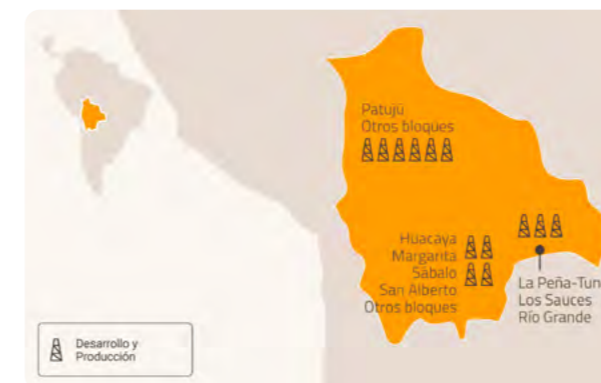 Patujú
Otros bloques
Huacaya
Margarita
Sábalo
San Alberto
Otros bloques
La Peña-Tun
Los Sauces
Río Grande
Desarrollo y
Producción